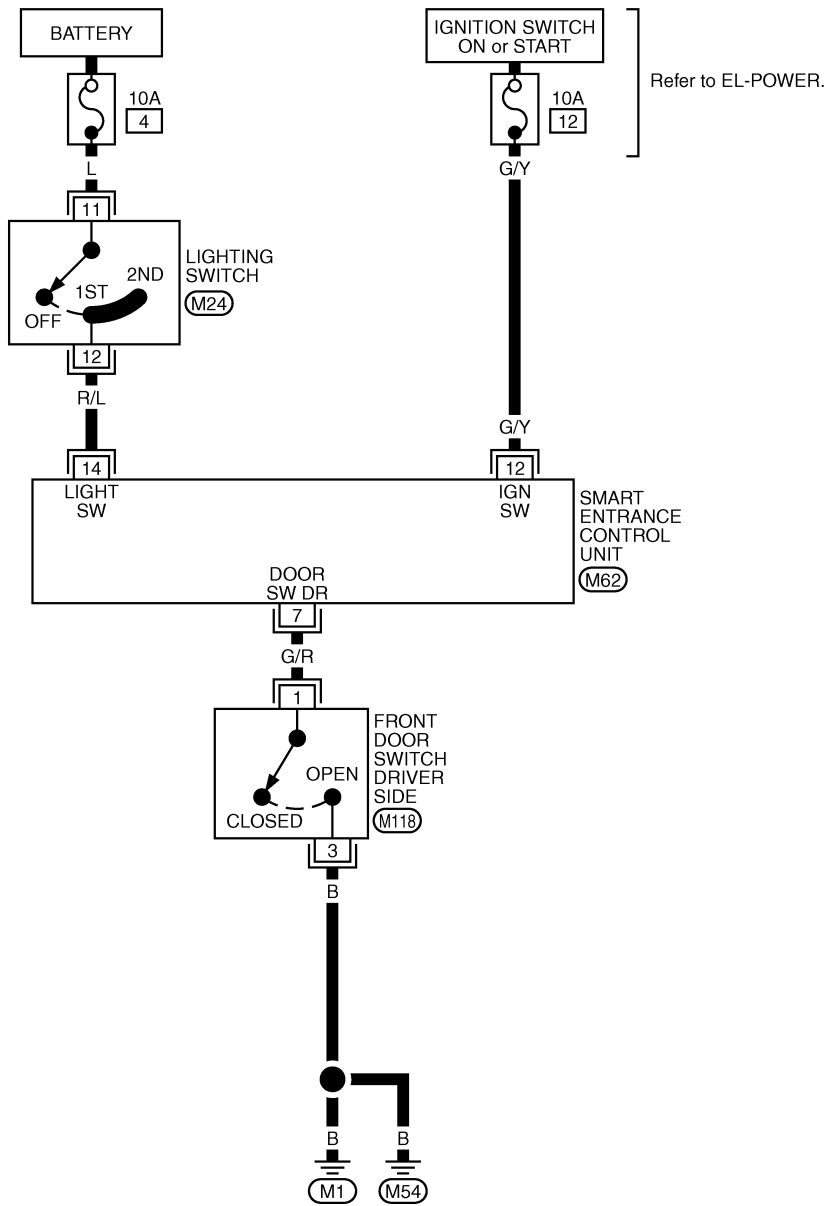 BATTERY
IGNITION SWITCH
ON or START
Refer to EL-POWER.
10A
4
10A
12
L
G/Y
11
LIGHTING
SWITCH
M24
2ND
1ST
OFF
12
R/L
G/Y
14
12
LIGHT
SW
IGN
SW
SMART
ENTRANCE
CONTROL
UNIT
M62
DOOR
SW DR
7
G/R
1
FRONT
DOOR
SWITCH
DRIVER
SIDE
M118
OPEN
CLOSED
3
B
B
B
M1
M54